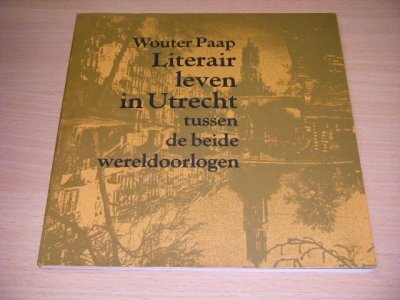 Wouter Paap
Literair
leven
in Utrecht
tussen
de beide
wereldoorlogen